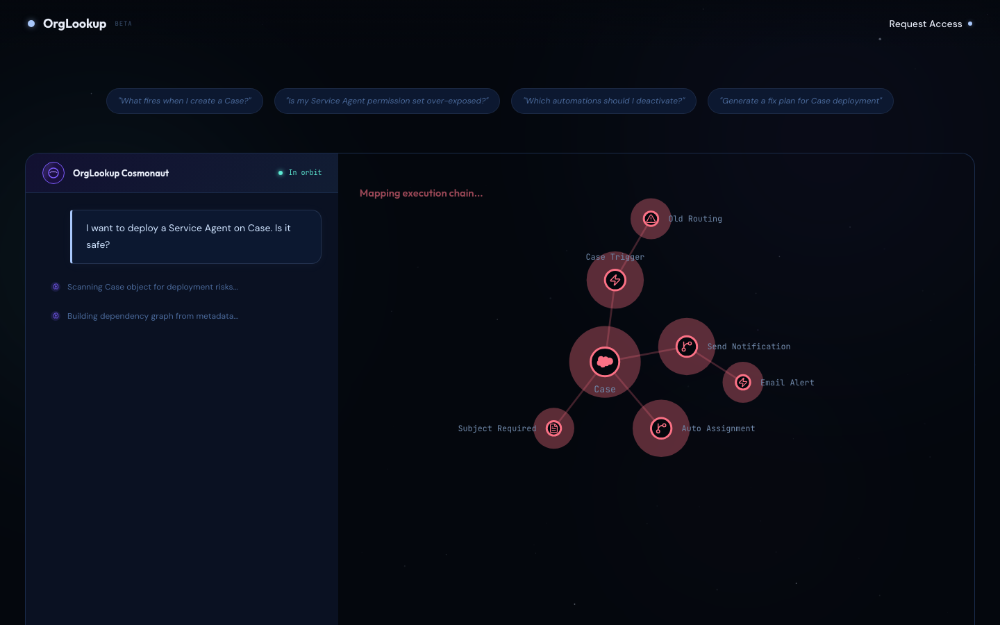 OrgLookup BETA
Request Access
"What fires when I create a Case?"
"Is my Service Agent permission set over-exposed?"
"Which automations should I deactivate?"
"Generate a fix plan for Case deployment"
OrgLookup Cosmonaut
In orbit
I want to deploy a Service Agent on Case. Is it
safe?
Scanning Case object for deployment risks...
Building dependency graph from metadata...
Mapping execution chain...
Old Routing
Case Trigger
Send Notification
Email Alert
Case
Subject Required
Auto Assignment